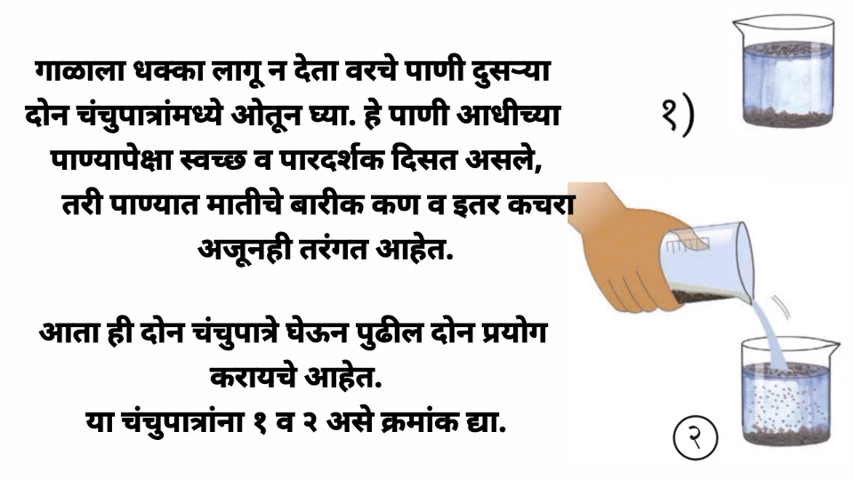 गाळाला धक्का लागू न देता वरचे पाणी दुसऱ्या
दोन चंचुपात्रांमध्ये ओतून घ्या. हे पाणी आधीच्या
पाण्यापेक्षा स्वच्छ व पारदर्शक दिसत असले,
तरी पाण्यात मातीचे बारीक कण व इतर कचरा
अजूनही तरंगत आहेत.
आता ही दोन चंचुपात्रे घेऊन पुढील दोन प्रयोग
करायचे आहेत.
या चंचुपात्रांना १ व २ असे क्रमांक द्या.
१)
२